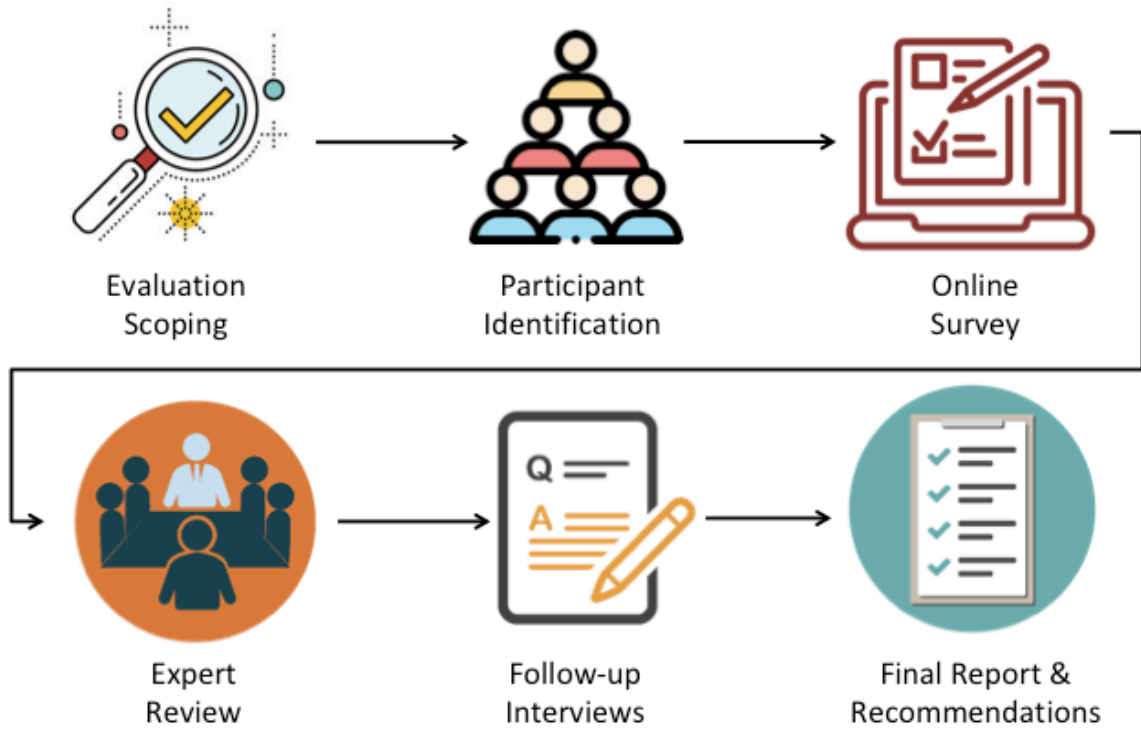 Evaluation
Scoping
Participant
Identification
Online
Survey
Expert
Review
Q
A
Follow-up
Interviews
Final Report &
Recommendations